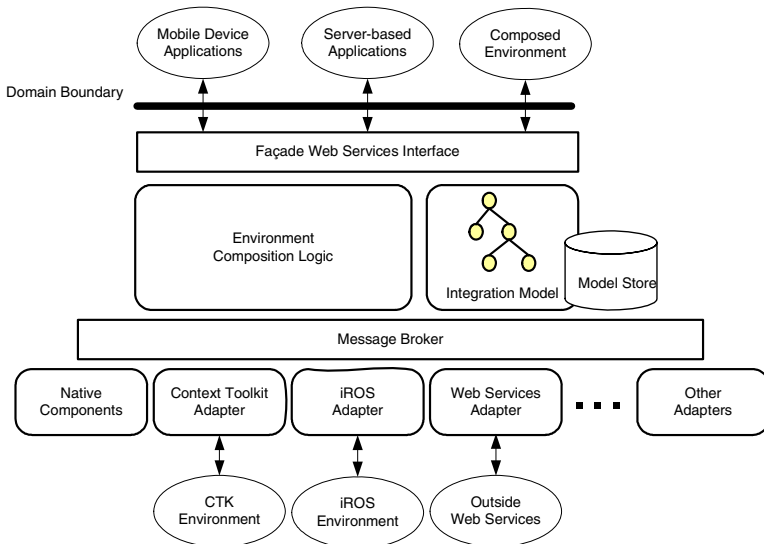 Mobile Device
Applications
Server-based
Applications
Composed
Environment
Domain Boundary
Façade Web Services Interface
Environment
Composition Logic
Integration Model
Model Store
Message Broker
Native
Components
Context Toolkit
Adapter
iROS
Adapter
Web Services
Adapter
Other
Adapters
CTK
Environment
iROS
Environment
Outside
Web Services